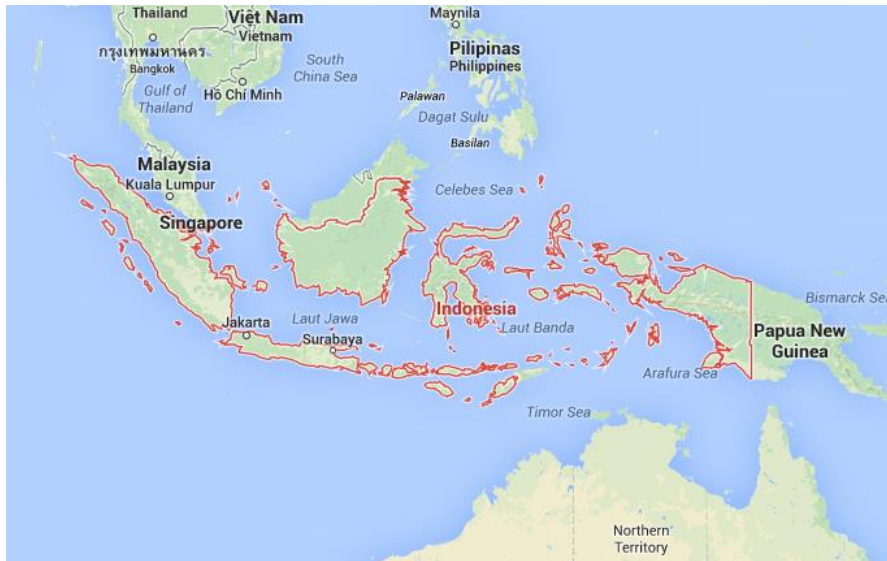 Thailand
กรุงเทพมหานคร
Bangkok
Gulf of
Thailand
Việt Nam
Vietnam
Hồ Chí Minh
South
China Sea
Maynila
Pilipinas
Philippines
Palawan
Dagat Sulu
Basilan
Malaysia
Kuala Lumpur
Singapore
Celebes Sea
Indonesia
Jakarta
Laut Jawa
Surabaya
Laut Banda
Bismarck Sea
Papua New
Guinea
Arafura Sea
Timor Sea
Northern
Territory